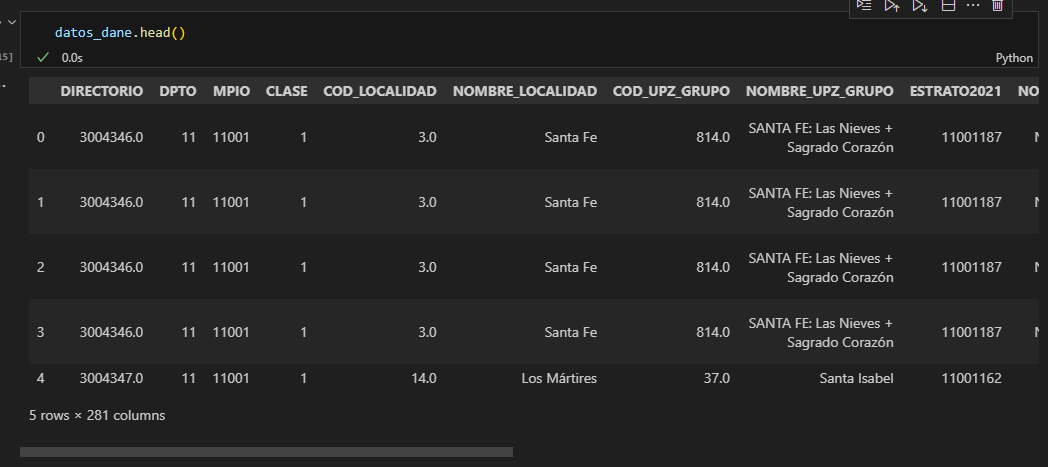 datos_dane.head()
15]
0.0s
Python
DIRECTORIO DPTO MPIO CLASE COD_LOCALIDAD NOMBRE_LOCALIDAD COD_UPZ_GRUPO NOMBRE_UPZ_GRUPO ESTRATO2021 NO
0 3004346.0 11 11001 1 3.0 Santa Fe 814.0 SANTA FE: Las Nieves + 11001187 N
Sagrado Corazón
1 3004346.0 11 11001 1 3.0 Santa Fe 814.0 SANTA FE: Las Nieves + 11001187 N
Sagrado Corazón
2 3004346.0 11 11001 1 3.0 Santa Fe 814.0 SANTA FE: Las Nieves + 11001187 N
Sagrado Corazón
3 3004346.0 11 11001 1 3.0 Santa Fe 814.0 SANTA FE: Las Nieves + 11001187 N
Sagrado Corazón
4 3004347.0 11 11001 1 14.0 Los Mártires 37.0 Santa Isabel 11001162
5 rows × 281 columns